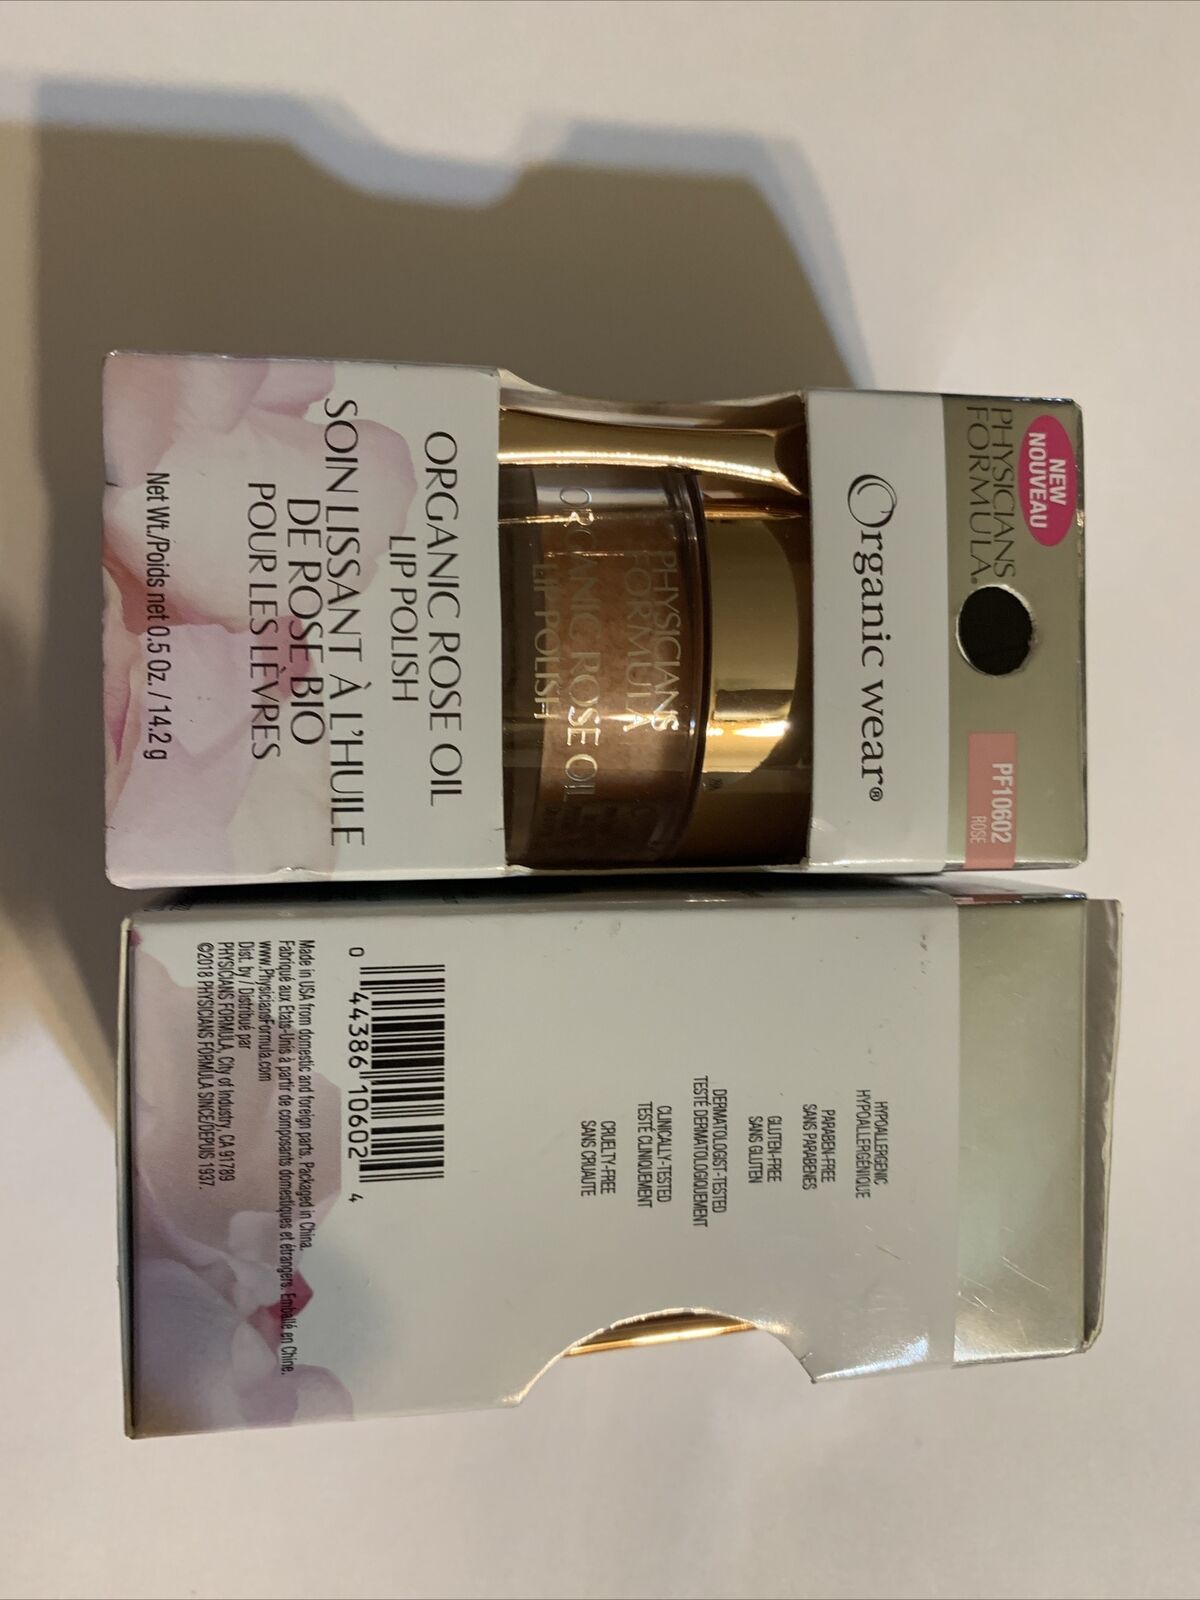 NEW
NOUVEAU
PHYSICIANS
FORMULA®
PF10602
ROSE
Organic wear®
PHYSICIANS
FORMULA
ORGANIC ROSE OIL
LIP POLISH
ORGANIC ROSE OIL
LIP POLISH
SOIN LISSANT À L'HUILE
DE ROSE BIO
POUR LES LÈVRES
Net Wt./Poids net 0.5 Oz. / 14.2 g
HYPOALLERGENIC
HYPOALLERGÉNIQUE
PARABEN-FREE
SANS PARABENES
GLUTEN-FREE
SANS GLUTEN
DERMATOLOGIST-TESTED
TESTÉ DERMATOLOGIQUEMENT
CLINICALLY-TESTED
TESTÉ CLINIQUEMENT
CRUELTY-FREE
SANS CRUAUTE
0 44386 10602 4
Made in USA from domestic and foreign parts. Packaged in China.
Fabriqué aux Etats-Unis à partir de composants domestiques et étrangers. Emballé en Chine.
www.PhysiciansFormula.com
Dist. by / Distribué par
PHYSICIANS FORMULA, City of Industry, CA 91789
©2018 PHYSICIANS FORMULA SINCE/DEPUIS 1937.